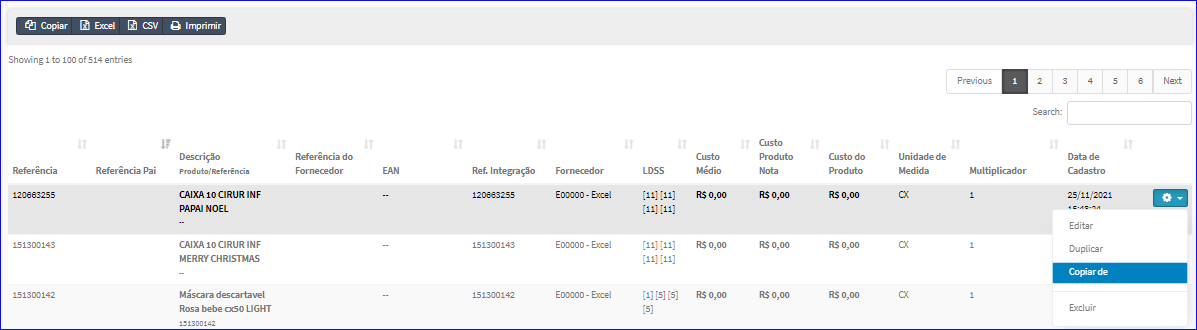 Copiar Excel CSV Imprimir
Showing 1 to 100 of 514 entries
Previous 1 2 3 4 5 6 Next
Search:
Referência Referência Pai Descrição Produto/Referência Referência do Fornecedor EAN Ref. Integração Fornecedor LDSS Custo Médio Custo Produto Nota Custo do Produto Unidade de Medida Multiplicador Data de Cadastro
120663255 CAIXA 10 CIRUR INF -- 120663255 E00000 - Excel [11] [11] R$ 0,00 R$ 0,00 R$ 0,00 CX 1 25/11/2021
PAPAI NOEL [11] [11]
--
Editar
151300143 CAIXA 10 CIRUR INF -- 151300143 E00000 - Excel [11] [11] R$ 0,00 R$ 0,00 R$ 0,00 CX 1 Duplicar
MERRY CHRISTMAS [11] [11]
-- Copiar de
151300142 Máscara descartavel -- 151300142 E00000 - Excel [1] [5] [5] R$ 0,00 R$ 0,00 R$ 0,00 CX 1
Rosa bebe cx50 LIGHT [5] Excluir
151300142